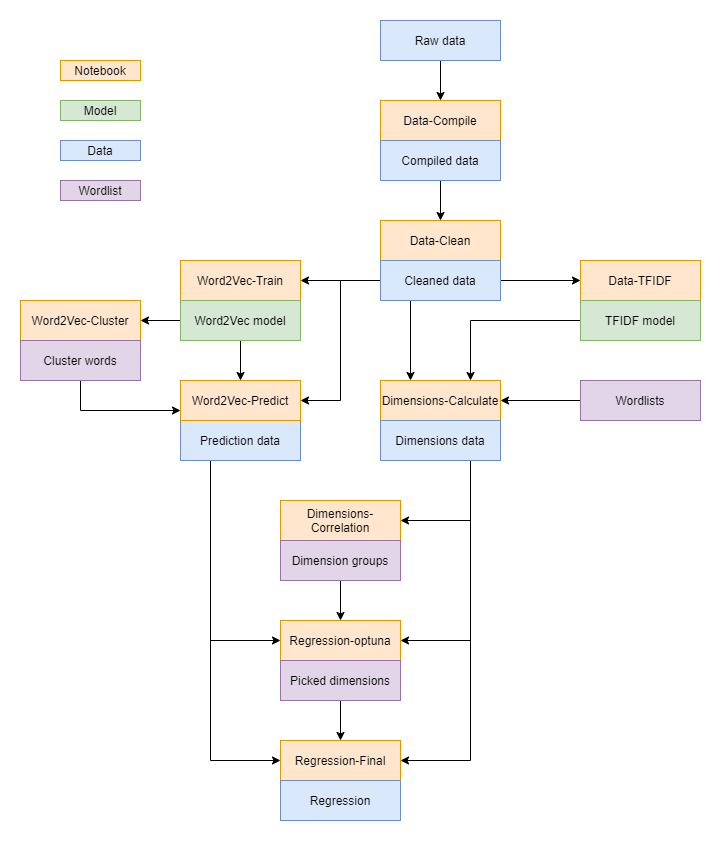 Raw data
Notebook
Model
Data
Wordlist
Data-Compile
Compiled data
Data-Clean
Cleaned data
Word2Vec-Train
Word2Vec model
Data-TFIDF
TFIDF model
Word2Vec-Cluster
Cluster words
Word2Vec-Predict
Prediction data
Dimensions-Calculate
Dimensions data
Wordlists
Dimensions-
Correlation
Dimension groups
Regression-optuna
Picked dimensions
Regression-Final
Regression